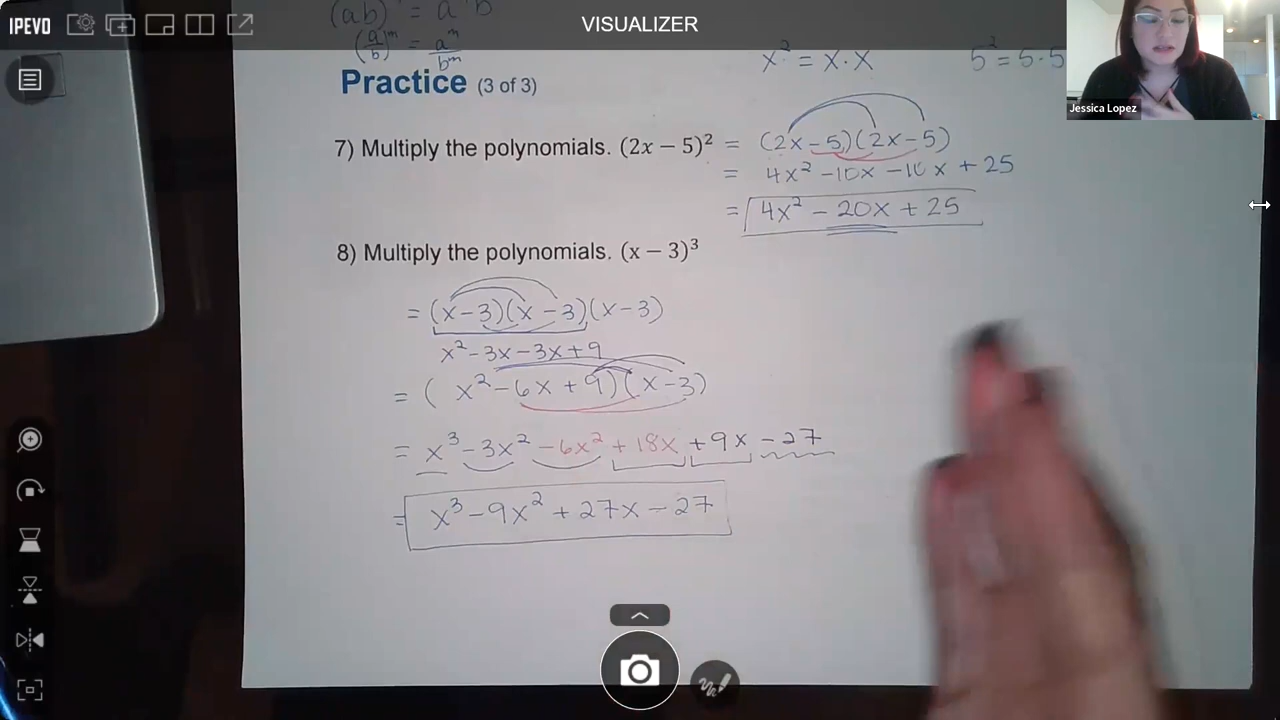 IPEVO
VISUALIZER
Jessica Lopez
(ab) = a b
(a/b)^m = a^m/b^m
x² = x·x 5² = 5·5
Practice (3 of 3)
7) Multiply the polynomials. (2x − 5)² = (2x − 5)(2x − 5)
= 4x² − 10x − 10x + 25
= 4x² − 20x + 25
8) Multiply the polynomials. (x − 3)³
= (x − 3)(x − 3)(x − 3)
x² − 3x − 3x + 9
= ( x² − 6x + 9)(x − 3)
= x³ − 3x² − 6x² + 18x + 9x − 27
= x³ − 9x² + 27x − 27